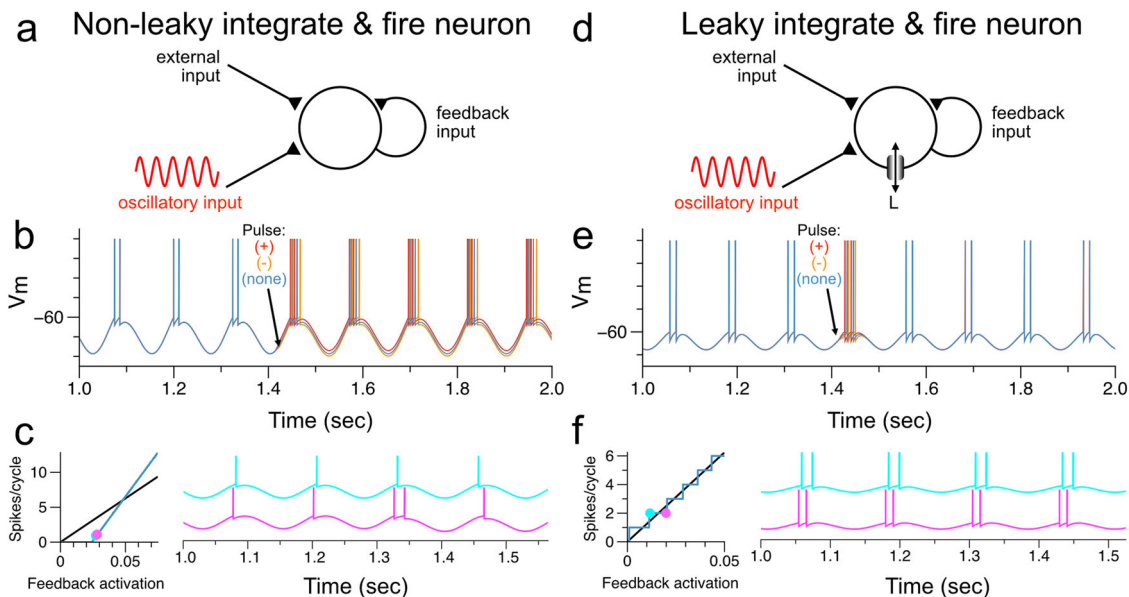 a Non-leaky integrate & fire neuron
external
input
feedback
input
oscillatory input
d Leaky integrate & fire neuron
external
input
feedback
input
oscillatory input
L
b
Pulse:
(+)
(-)
(none)
Vm
−60
1.0 1.2 1.4 1.6 1.8 2.0
Time (sec)
e
Pulse:
(+)
(-)
(none)
Vm
−60
1.0 1.2 1.4 1.6 1.8 2.0
Time (sec)
c
Spikes/cycle
10
5
0
0 0.05
Feedback activation
1.0 1.1 1.2 1.3 1.4 1.5
Time (sec)
f
Spikes/cycle
6
4
2
0
0 0.05
Feedback activation
1.0 1.1 1.2 1.3 1.4 1.5
Time (sec)